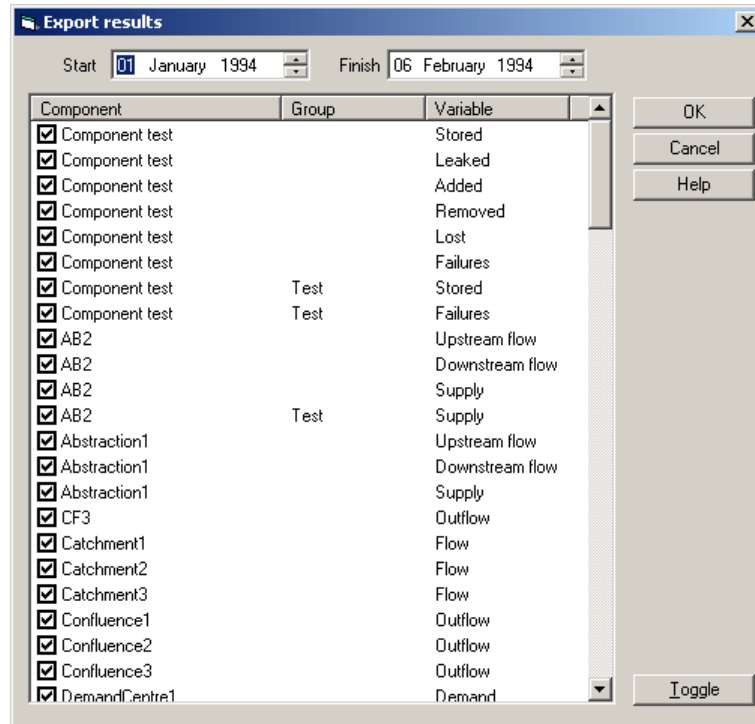 Export results
Start 01 January 1994 Finish 06 February 1994
Component Group Variable
Component test Stored
Component test Leaked
Component test Added
Component test Removed
Component test Lost
Component test Failures
Component test Test Stored
Component test Test Failures
AB2 Upstream flow
AB2 Downstream flow
AB2 Supply
AB2 Test Supply
Abstraction1 Upstream flow
Abstraction1 Downstream flow
Abstraction1 Supply
CF3 Outflow
Catchment1 Flow
Catchment2 Flow
Catchment3 Flow
Confluence1 Outflow
Confluence2 Outflow
Confluence3 Outflow
DemandCentre1 Demand
OK
Cancel
Help
Toggle